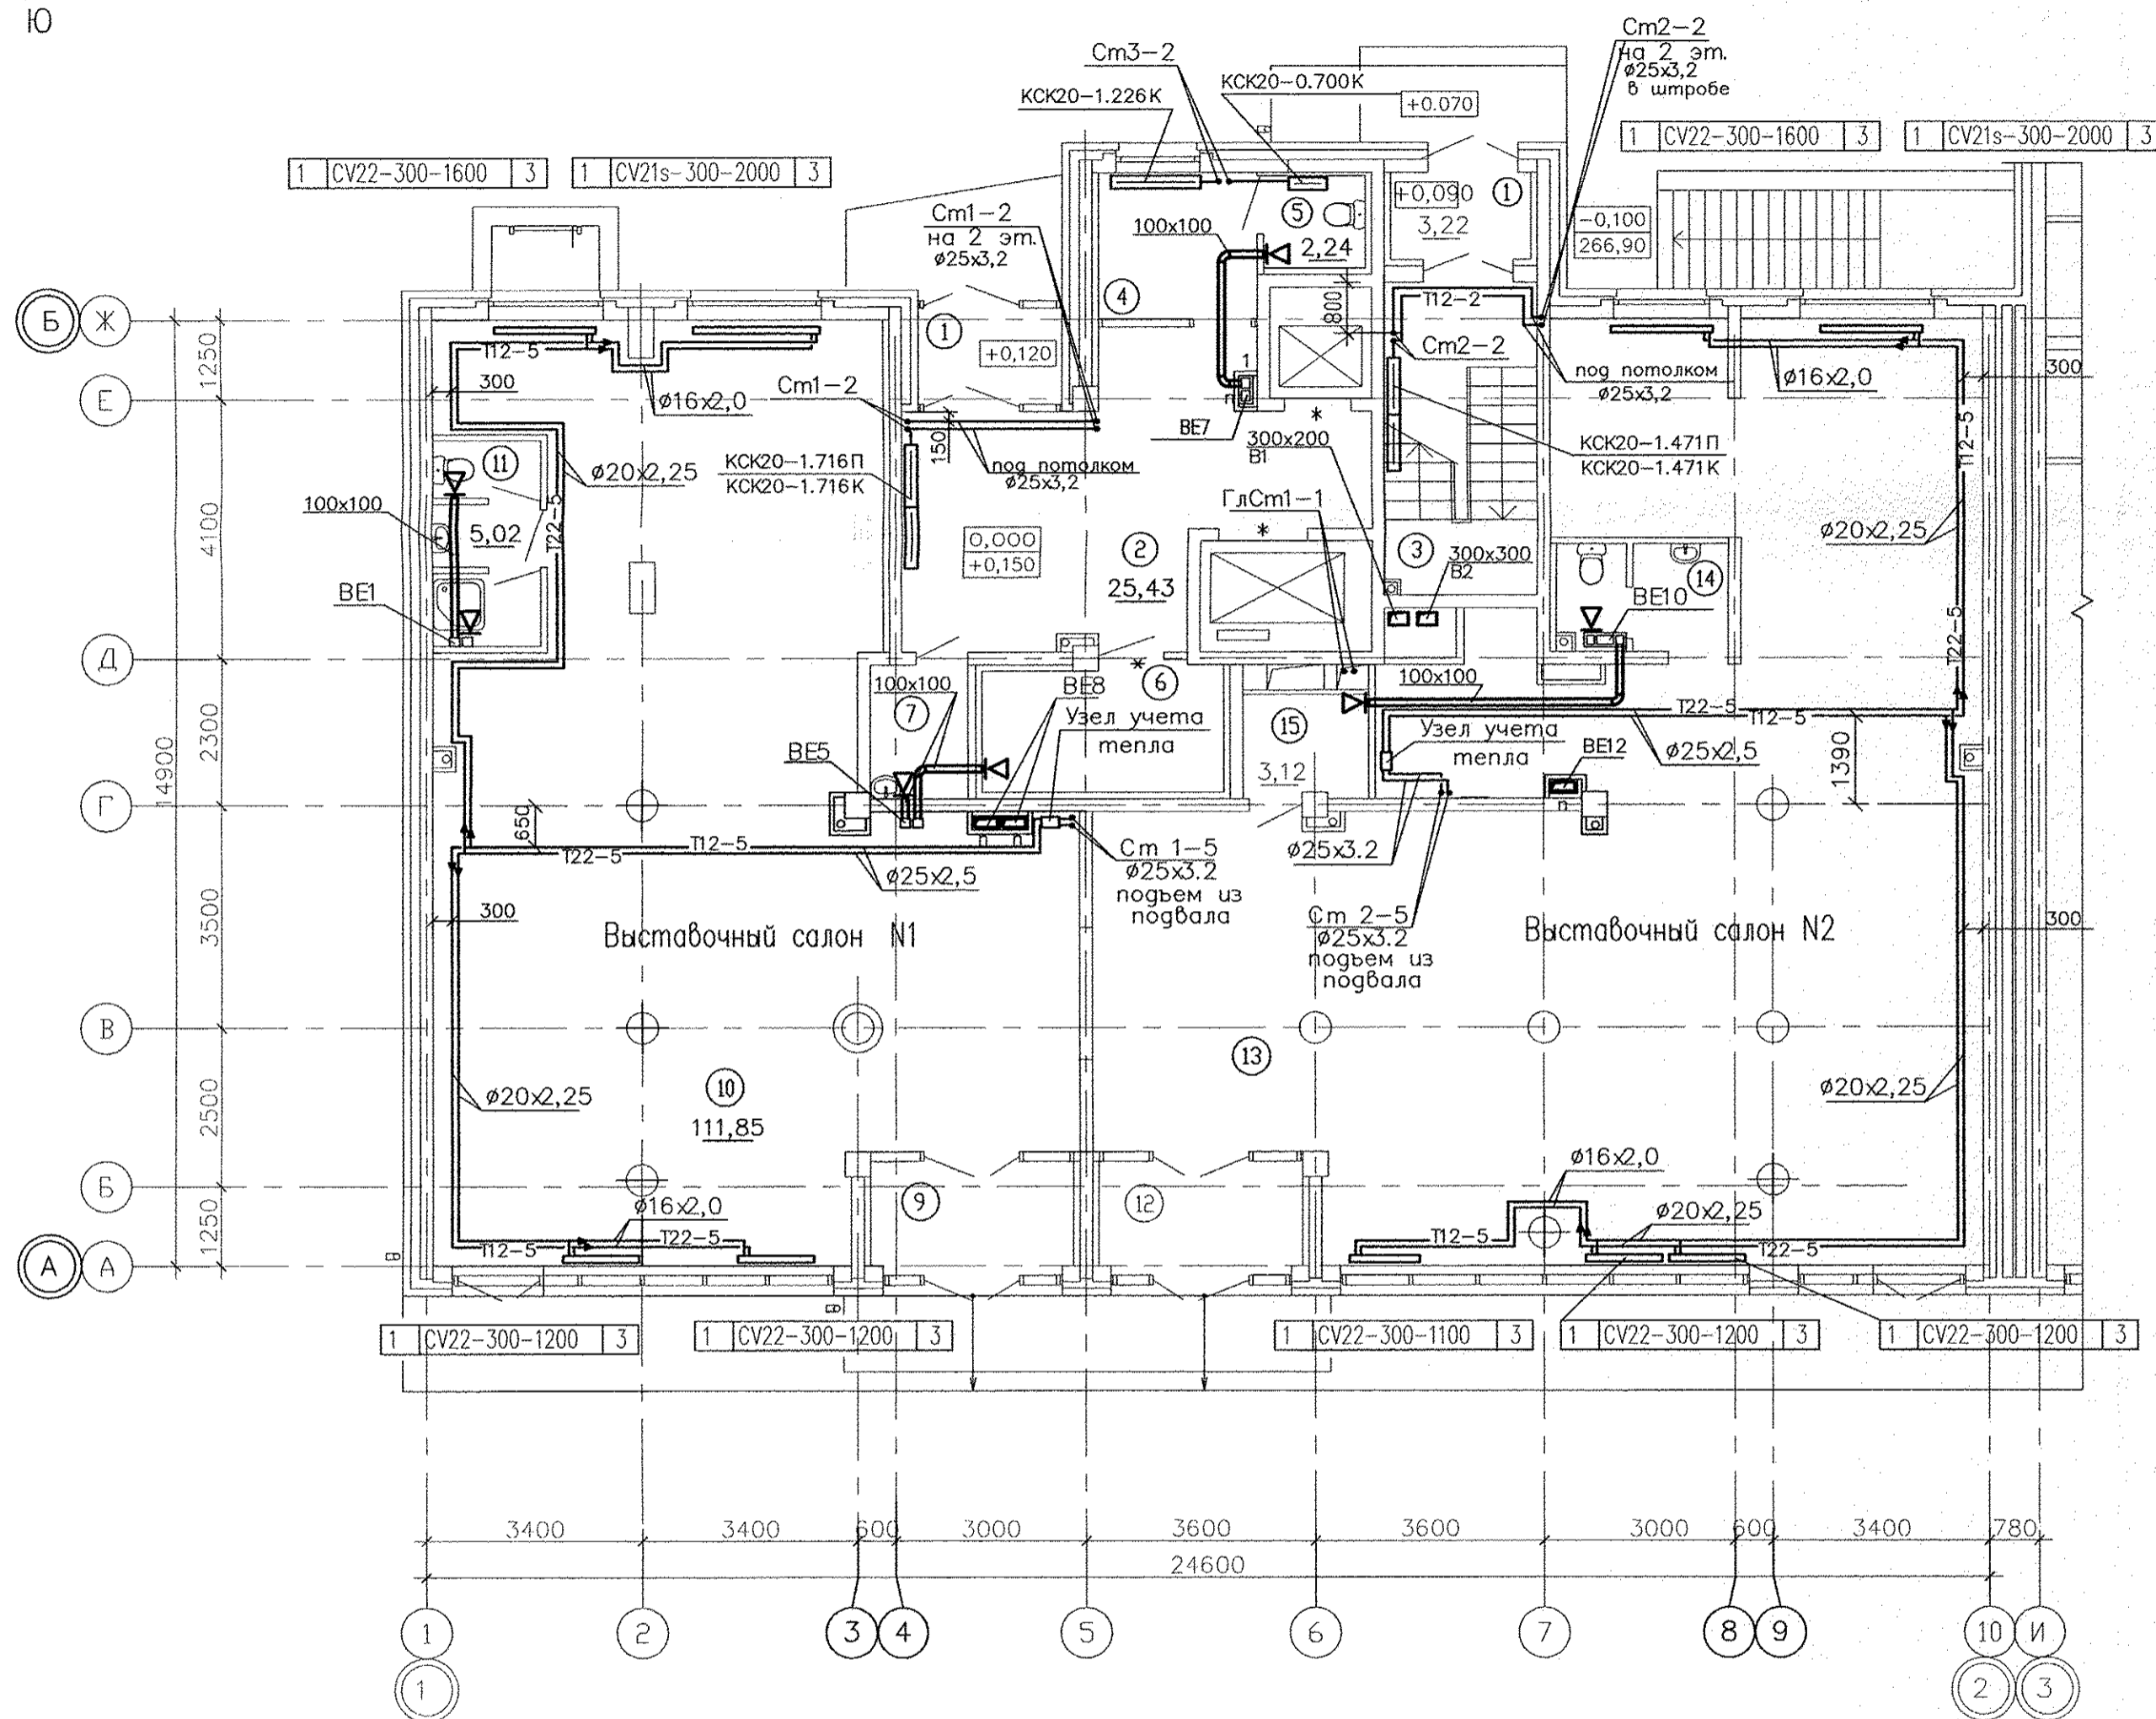 Ю
Ст3-2
КСК20-1.226К
КСК20-0.700К
+0.070
Ст2-2
на 2 эт.
ø25х3,2
в штробе
1 CV22-300-1600 3
1 CV21s-300-2000 3
1 CV22-300-1600 3
1 CV21s-300-2000 3
Ст1-2
на 2 эт.
ø25х3,2
100х100
5
2,24
+0,090
3,22
1
-0,100
266,90
Б
Ж
1
+0,120
4
800
Т12-2
Ст2-2
под потолком
ø25х3,2
Т12-5
300
ø16х2,0
Ст1-2
150
1
ВЕ7
*
300х200
В1
ø16х2,0
300
Е
1250
11
ø20х2,25
КСК20-1.716П
КСК20-1.716К
под потолком
ø25х3,2
ГлСт1-1
*
КСК20-1.471П
КСК20-1.471К
Т12-5
100х100
5,02
Т22-5
0,000
+0,150
2
25,43
3
300х300
В2
ø20х2,25
14
4100
ВЕ1
ВЕ10
Т22-5
Д
*
6
100х100
7
ВЕ8
Узел учета
тепла
100х100
15
Т22-5
Т12-5
Узел учета
тепла
ø25х2,5
ВЕ12
1390
14900
2300
ВЕ5
3,12
Г
650
Т22-5
Т12-5
ø25х2,5
Ст 1-5
ø25х3.2
подъем из
подвала
ø25х3.2
Ст 2-5
ø25х3.2
подъем из
подвала
3500
300
Выставочный салон N1
Выставочный салон N2
300
В
13
10
111,85
ø20х2,25
ø20х2,25
2500
Б
9
12
ø16х2,0
ø16х2,0
ø20х2,25
1250
Т12-5
Т22-5
Т12-5
Т22-5
А
А
1 CV22-300-1200 3
1 CV22-300-1200 3
1 CV22-300-1100 3
1 CV22-300-1200 3
1 CV22-300-1200 3
3400
3400
600
3000
3600
3600
3000
600
3400
780
24600
1
2
3
4
5
6
7
8
9
10
И
1
2
3